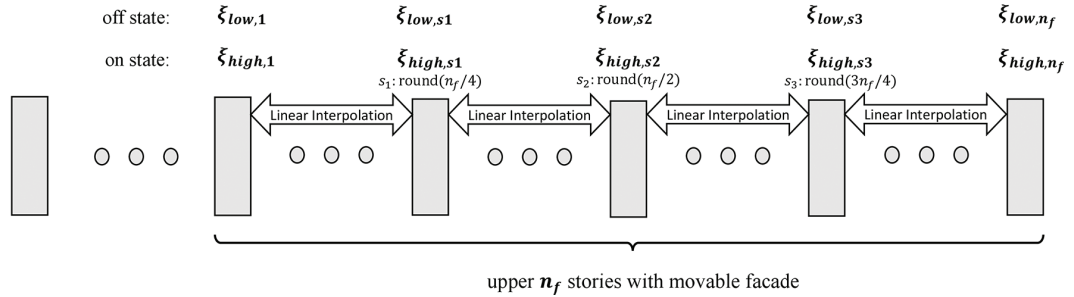 off state: ξlow,1 ξlow,s1 ξlow,s2 ξlow,s3 ξlow,nf
on state: ξhigh,1 ξhigh,s1 ξhigh,s2 ξhigh,s3 ξhigh,nf
s1: round(nf/4) s2: round(nf/2) s3: round(3nf/4)
Linear Interpolation Linear Interpolation Linear Interpolation Linear Interpolation
upper nf stories with movable facade